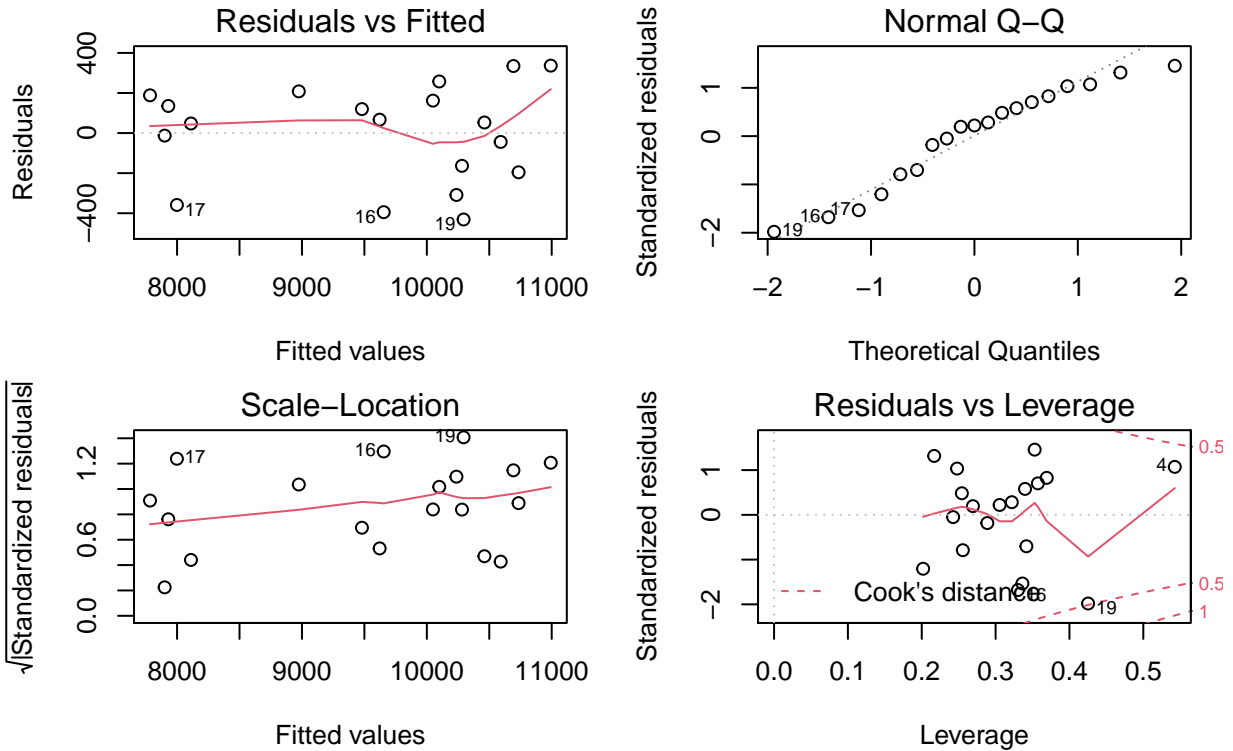 Residuals vs Fitted
Residuals
400
0
−400
17
16
19
8000 9000 10000 11000
Fitted values
Normal Q−Q
Standardized residuals
1
0
−2
19
16
17
−2 −1 0 1 2
Theoretical Quantiles
Scale−Location
√|Standardized residuals|
1.2
0.6
0.0
17
16
19
8000 9000 10000 11000
Fitted values
Residuals vs Leverage
Standardized residuals
1
0
−2
4
16
19
Cook's distance
0.5
0.5
1
0.0 0.1 0.2 0.3 0.4 0.5
Leverage